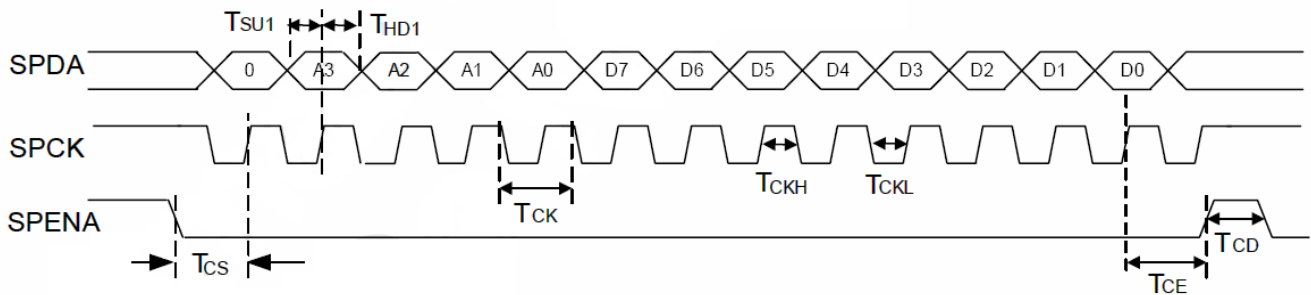 TSU1 THD1
SPDA 0 A3 A2 A1 A0 D7 D6 D5 D4 D3 D2 D1 D0
SPCK
TCKH TCKL
TCK
SPENA
TCS TCD
TCE